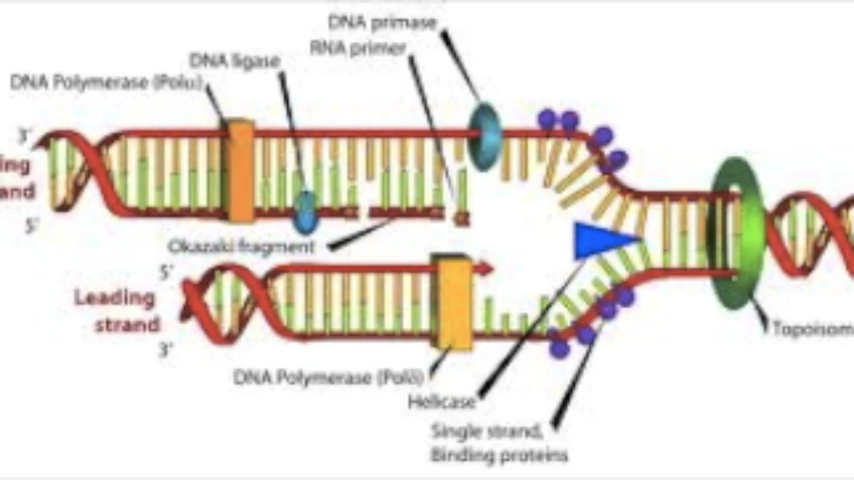 DNA primase
RNA primer
DNA ligase
DNA Polymerase (Polα)
3'
ing
and
5'
Okazaki fragment
5'
Leading
strand
3'
Topoisom
DNA Polymerase (Polδ)
Helicase
Single strand,
Binding proteins